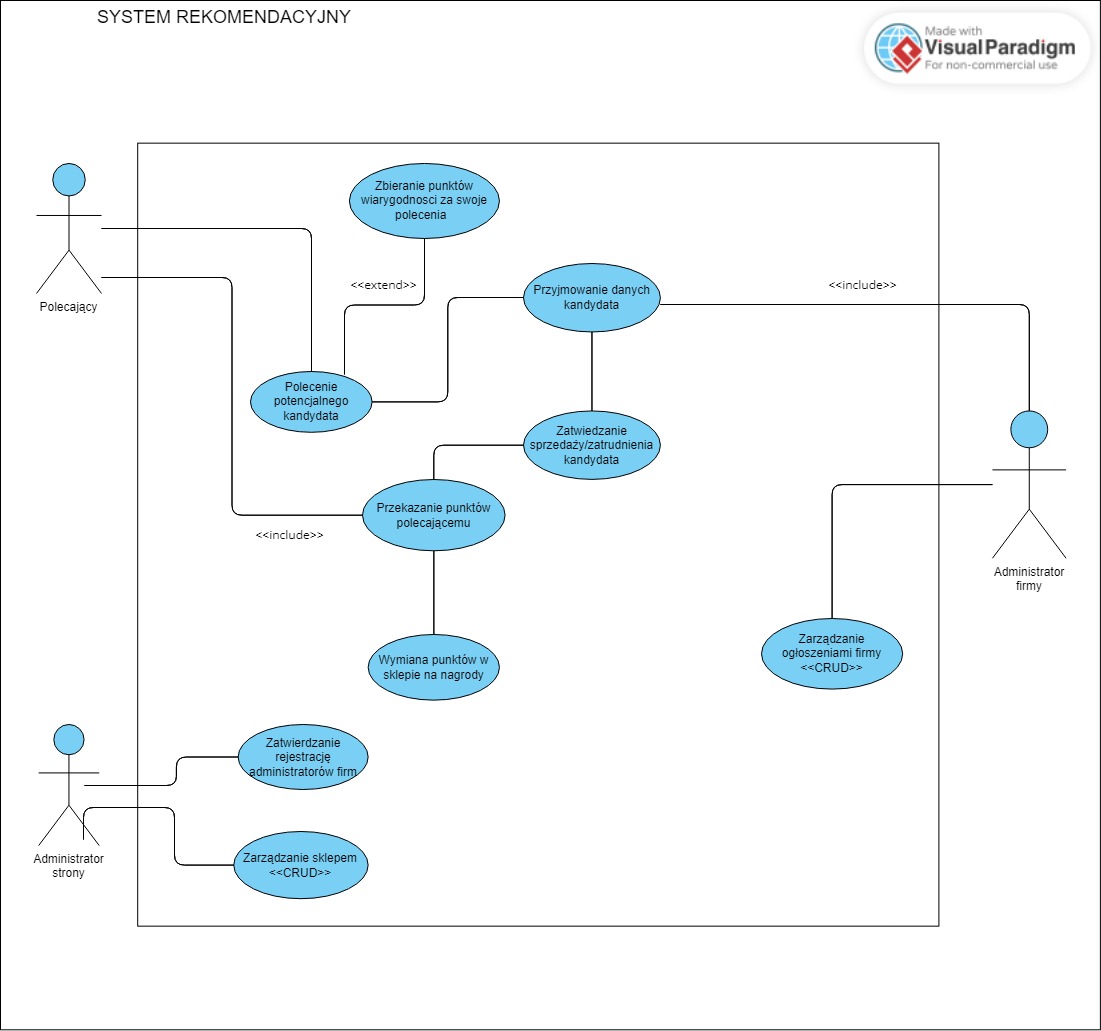 SYSTEM REKOMENDACYJNY
Made with
Visual Paradigm
For non-commercial use
Polecający
Zbieranie punktów
wiarygodnosci za swoje
polecenia
<<extend>>
Przyjmowanie danych
kandydata
<<include>>
Polecenie
potencjalnego
kandydata
Zatwiedzanie
sprzedaży/zatrudnienia
kandydata
Przekazanie punktów
polecającemu
<<include>>
Administrator
firmy
Zarządzanie
ogłoszeniami firmy
<<CRUD>>
Wymiana punktów w
sklepie na nagrody
Zatwierdzanie
rejestrację
administratorów firm
Administrator
strony
Zarządzanie sklepem
<<CRUD>>